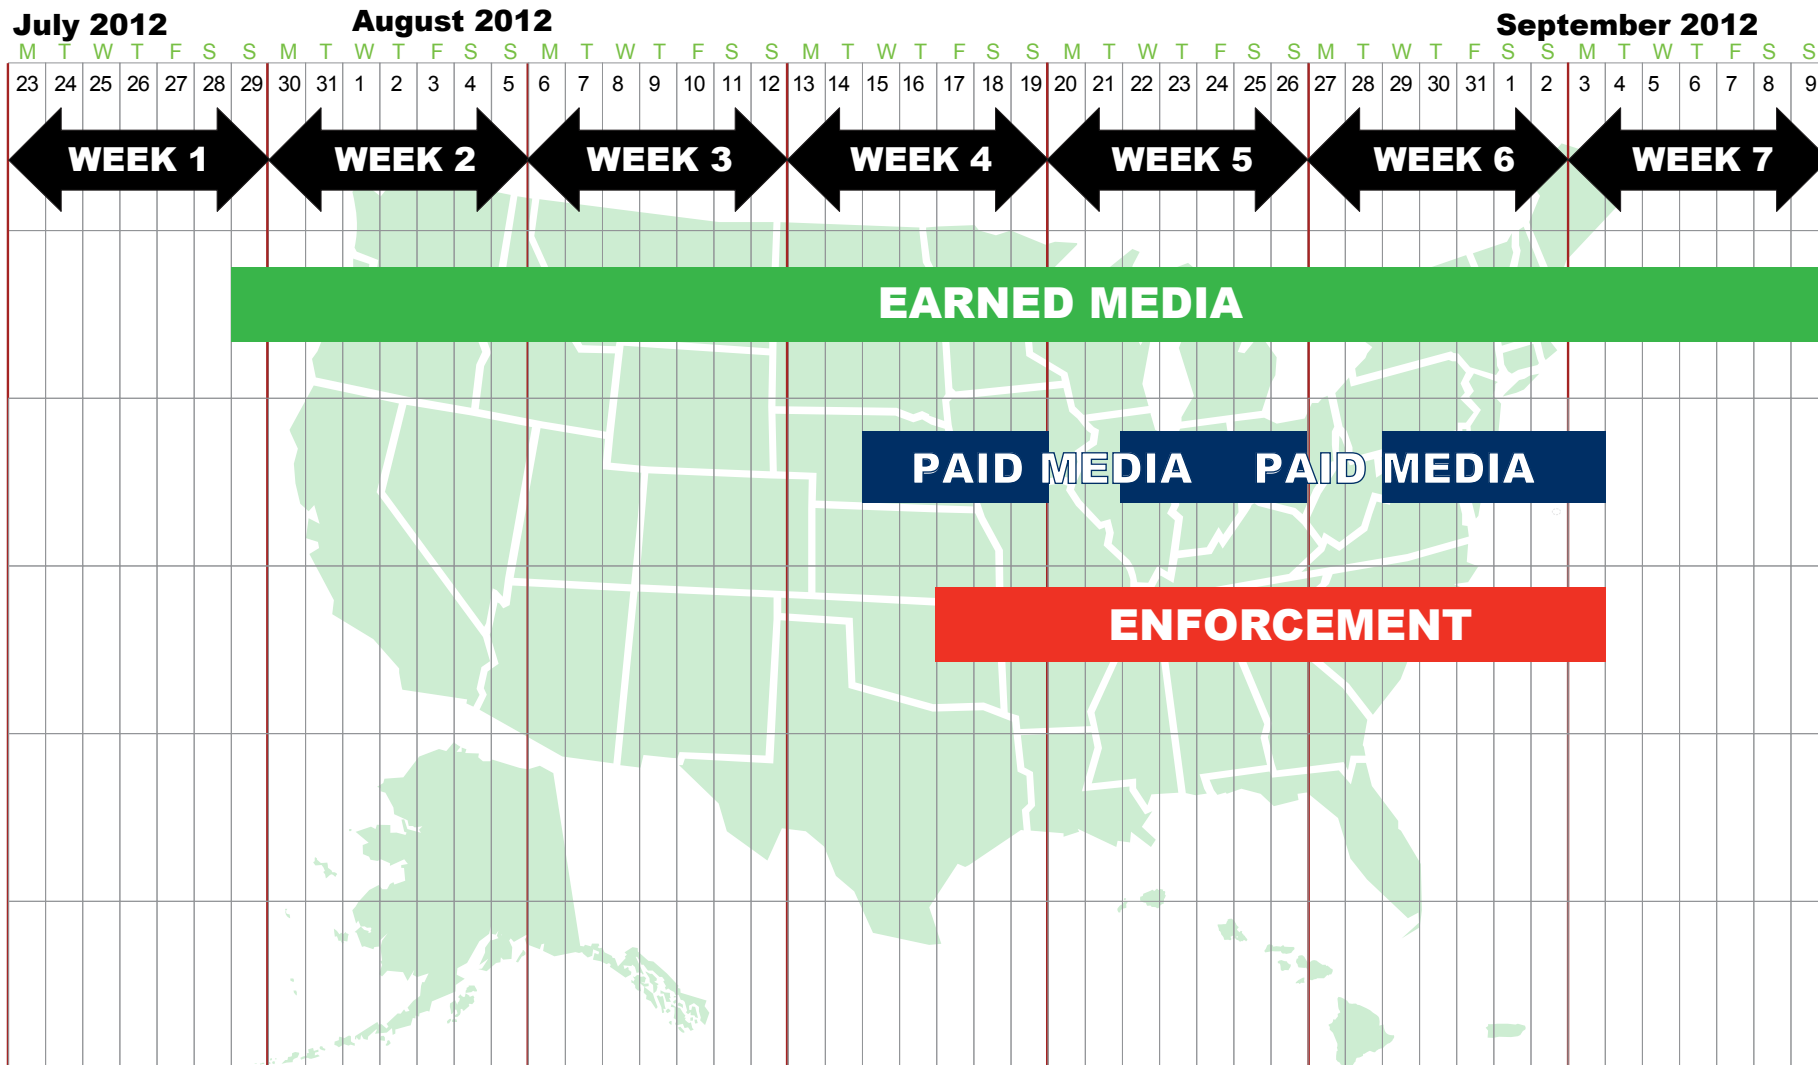 July 2012 August 2012 September 2012
M T W T F S S M T W T F S S M T W T F S S M T W T F S S M T W T F S S M T W T F S S M T W T F S S
23 24 25 26 27 28 29 30 31 1 2 3 4 5 6 7 8 9 10 11 12 13 14 15 16 17 18 19 20 21 22 23 24 25 26 27 28 29 30 31 1 2 3 4 5 6 7 8 9
WEEK 1 WEEK 2 WEEK 3 WEEK 4 WEEK 5 WEEK 6 WEEK 7
EARNED MEDIA
PAID MEDIA PAID MEDIA
ENFORCEMENT